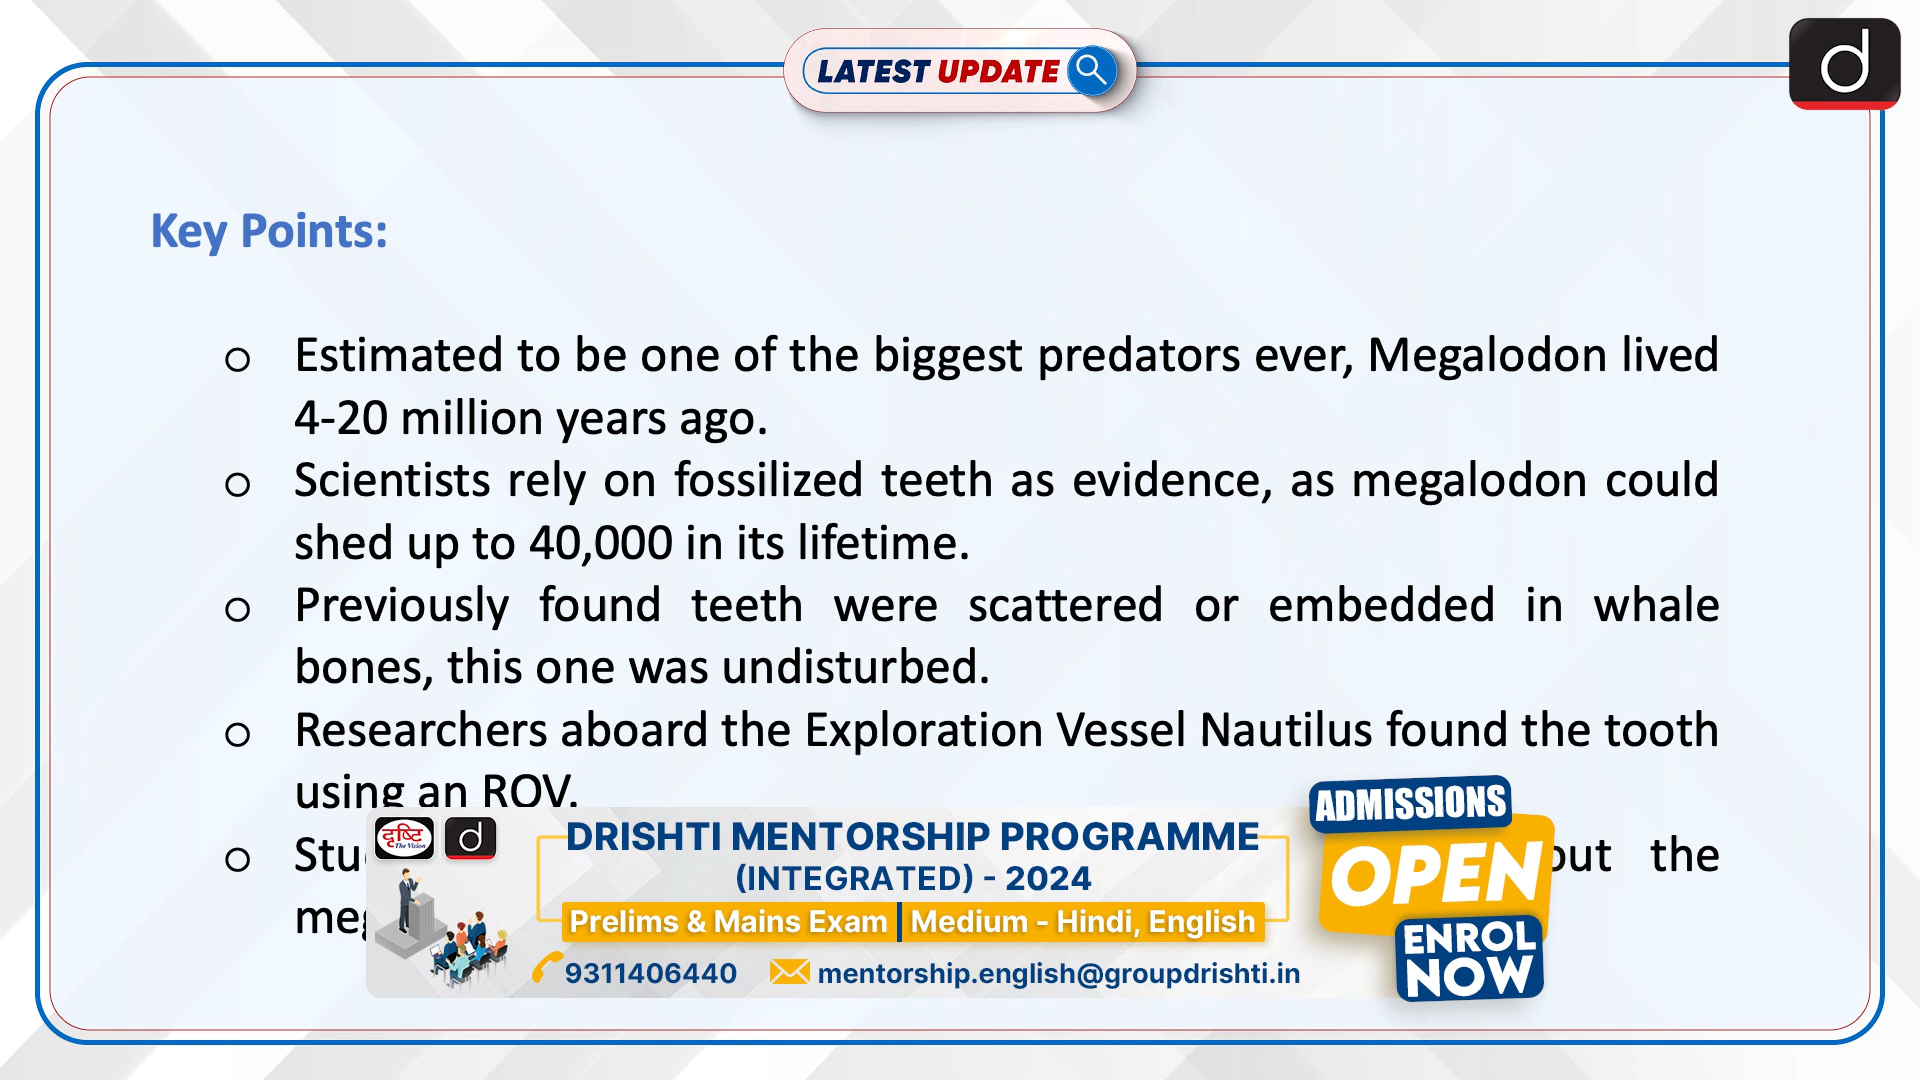 LATEST UPDATE
d
Key Points:
o Estimated to be one of the biggest predators ever, Megalodon lived
4-20 million years ago.
o Scientists rely on fossilized teeth as evidence, as megalodon could
shed up to 40,000 in its lifetime.
o Previously found teeth were scattered or embedded in whale
bones, this one was undisturbed.
o Researchers aboard the Exploration Vessel Nautilus found the tooth
using an ROV.
o the
दृष्टि
The Vision
d
DRISHTI MENTORSHIP PROGRAMME
(INTEGRATED) - 2024
Prelims & Mains Exam | Medium - Hindi, English
9311406440 mentorship.english@groupdrishti.in
ADMISSIONS
OPEN
ENROL
NOW